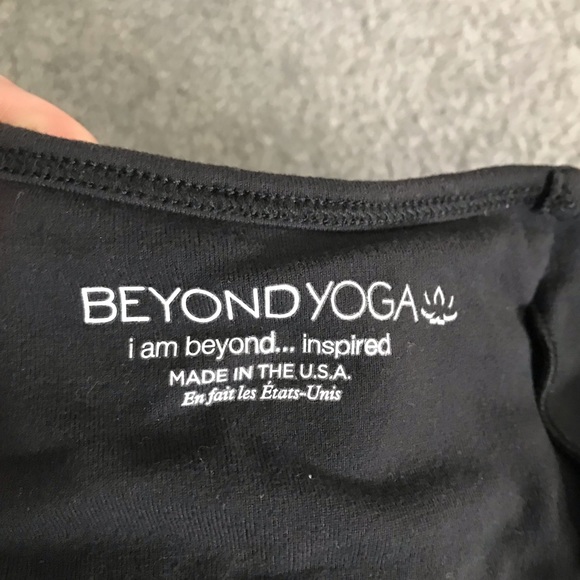 BEYOND YOGA
i am beyond... inspired
MADE IN THE U.S.A.
En fait les États-Unis